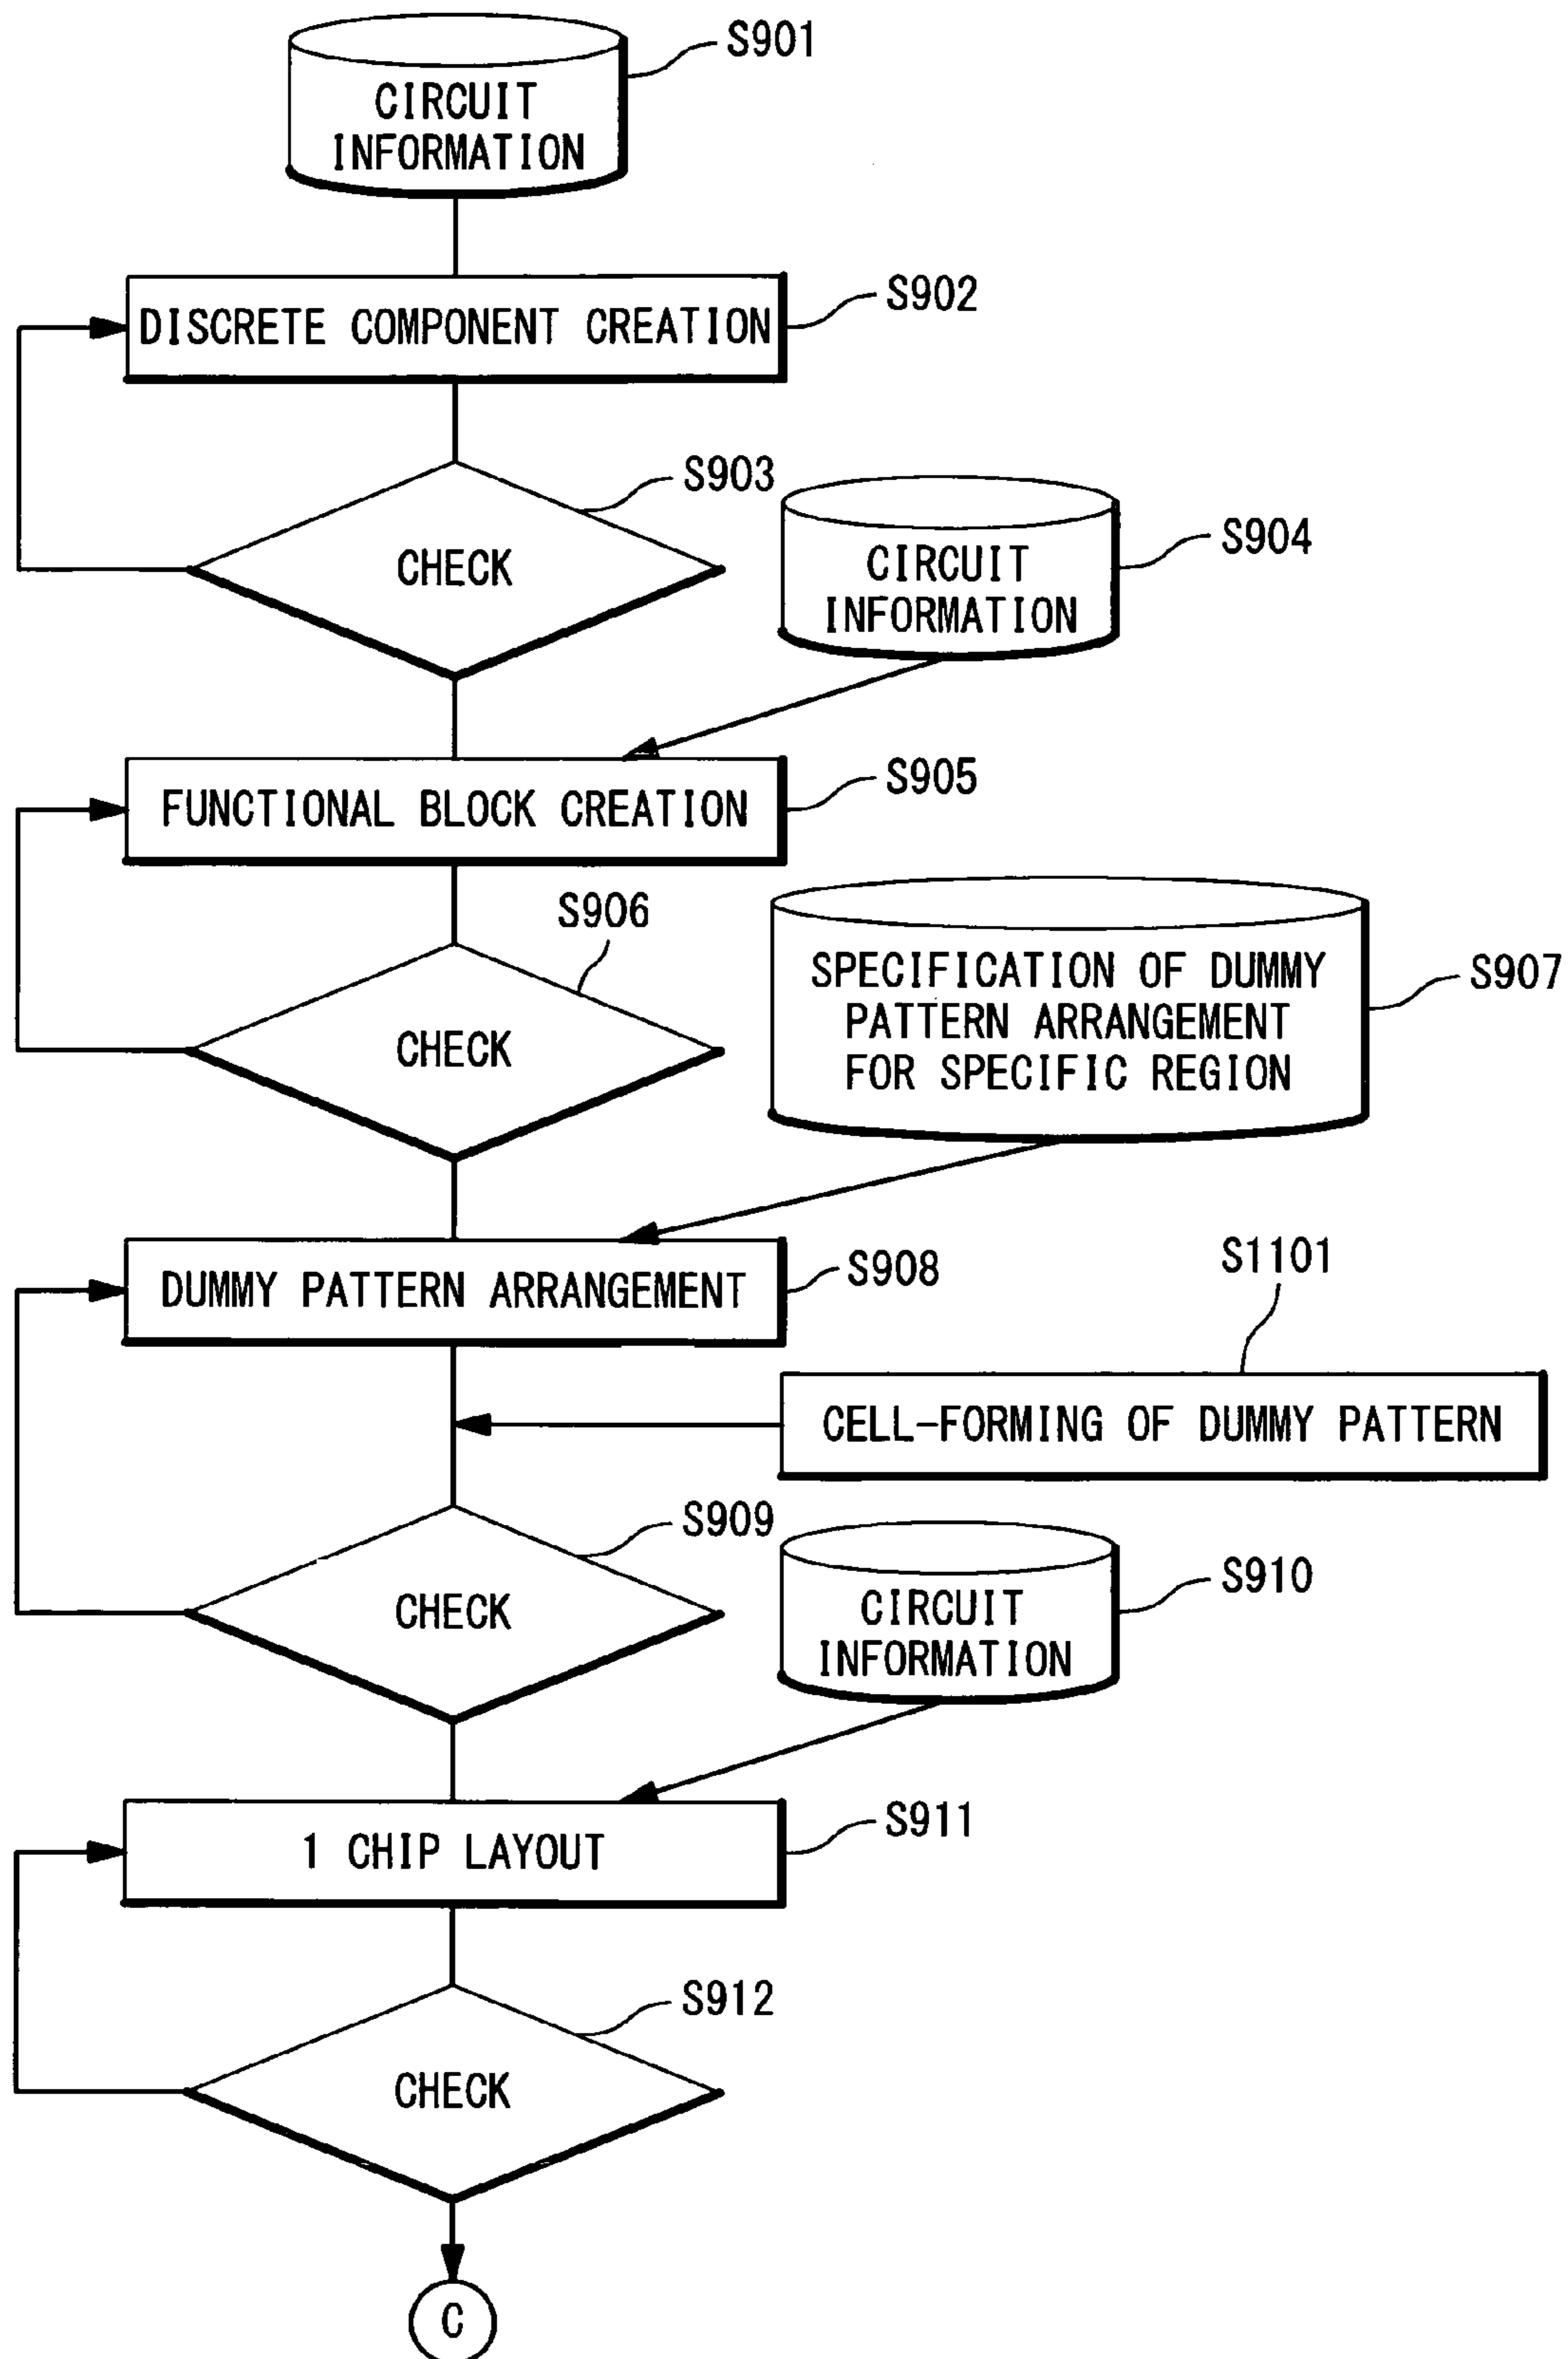 S901
CIRCUIT
INFORMATION
S902
DISCRETE COMPONENT CREATION
S903
CHECK
S904
CIRCUIT
INFORMATION
S905
FUNCTIONAL BLOCK CREATION
S906
CHECK
S907
SPECIFICATION OF DUMMY
PATTERN ARRANGEMENT
FOR SPECIFIC REGION
S908
DUMMY PATTERN ARRANGEMENT
S1101
CELL-FORMING OF DUMMY PATTERN
S909
CHECK
S910
CIRCUIT
INFORMATION
S911
1 CHIP LAYOUT
S912
CHECK
C